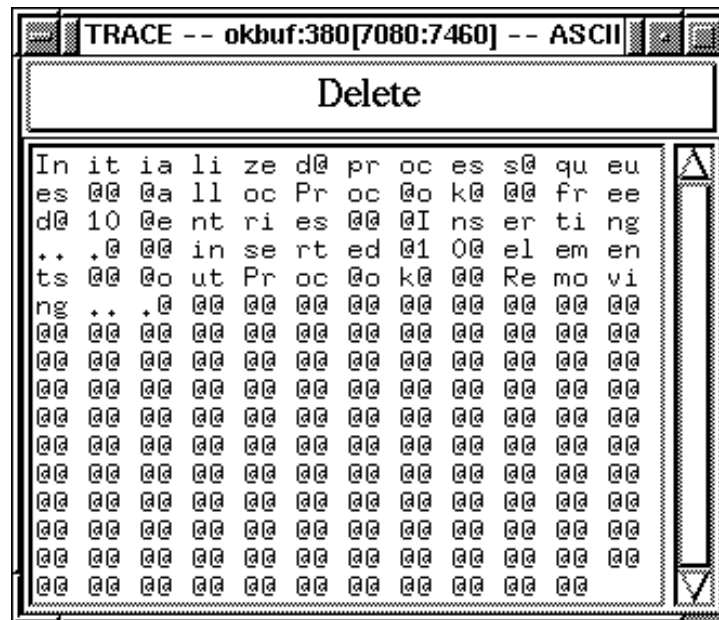 TRACE -- okbuf:380[7080:7460] -- ASCII
Delete
In it ia li ze d@ pr oc es s@ qu eu
es @@ @a ll oc Pr oc @o k@ @@ fr ee
d@ 10 @e nt ri es @@ @I ns er ti ng
.. .@ @@ in se rt ed @1 0@ el em en
ts @@ @o ut Pr oc @o k@ @@ Re mo vi
ng .. .@ @@ @@ @@ @@ @@ @@ @@ @@ @@
@@ @@ @@ @@ @@ @@ @@ @@ @@ @@ @@ @@
@@ @@ @@ @@ @@ @@ @@ @@ @@ @@ @@ @@
@@ @@ @@ @@ @@ @@ @@ @@ @@ @@ @@ @@
@@ @@ @@ @@ @@ @@ @@ @@ @@ @@ @@ @@
@@ @@ @@ @@ @@ @@ @@ @@ @@ @@ @@ @@
@@ @@ @@ @@ @@ @@ @@ @@ @@ @@ @@ @@
@@ @@ @@ @@ @@ @@ @@ @@ @@ @@ @@ @@
@@ @@ @@ @@ @@ @@ @@ @@ @@ @@ @@ @@
@@ @@ @@ @@ @@ @@ @@ @@ @@ @@ @@ @@
@@ @@ @@ @@ @@ @@ @@ @@ @@ @@ @@